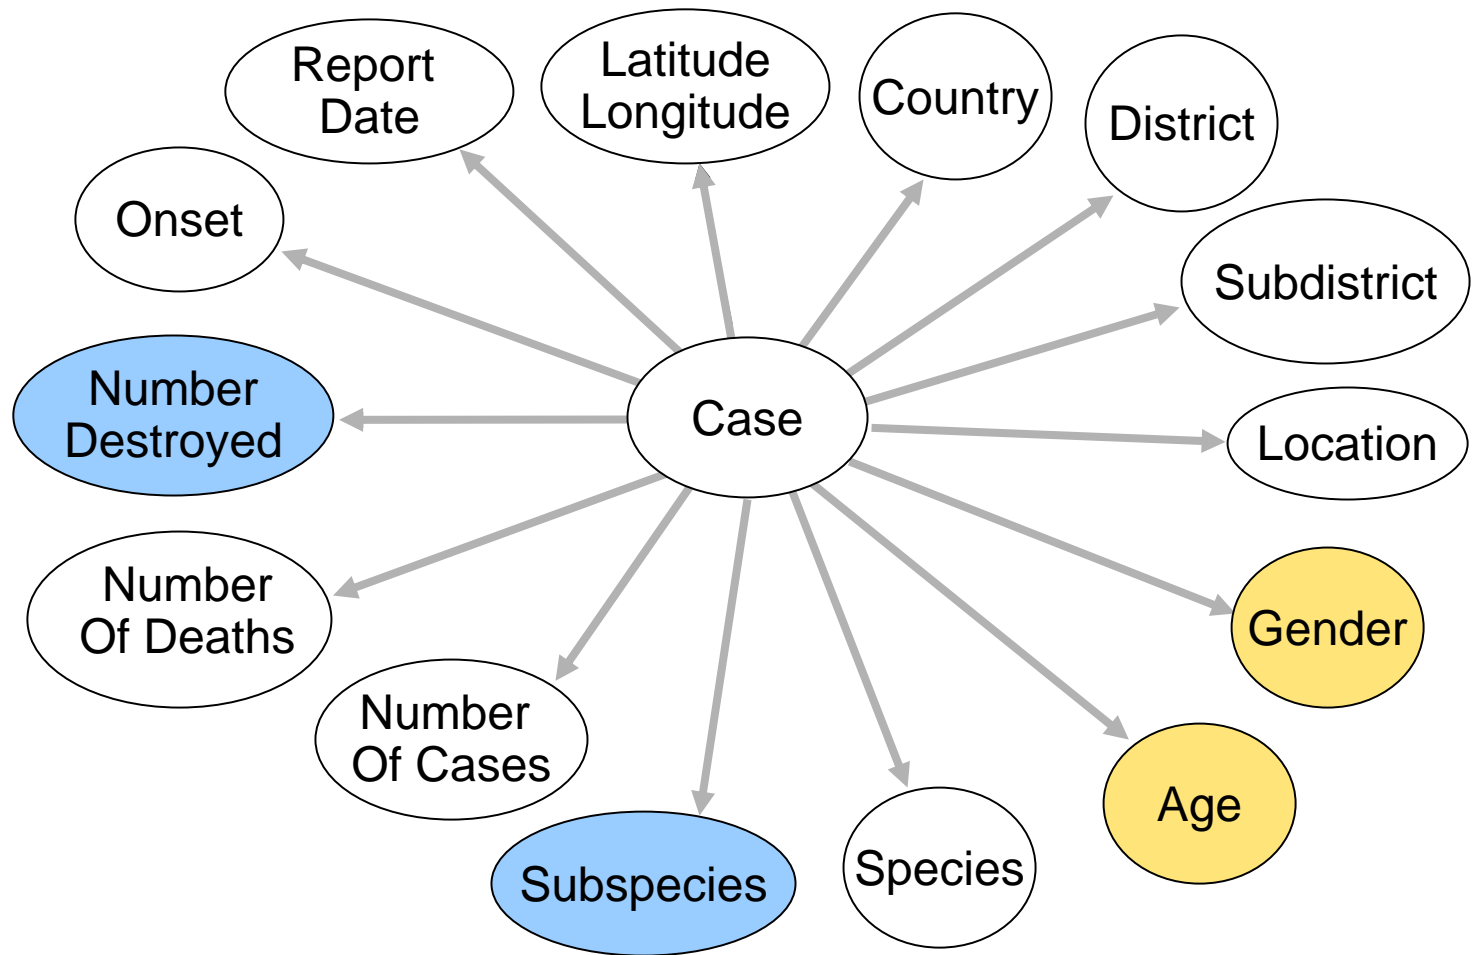 Report
Date
Latitude
Longitude
Country
District
Onset
Subdistrict
Number
Destroyed
Case
Location
Number
Of Deaths
Gender
Number
Of Cases
Age
Subspecies
Species